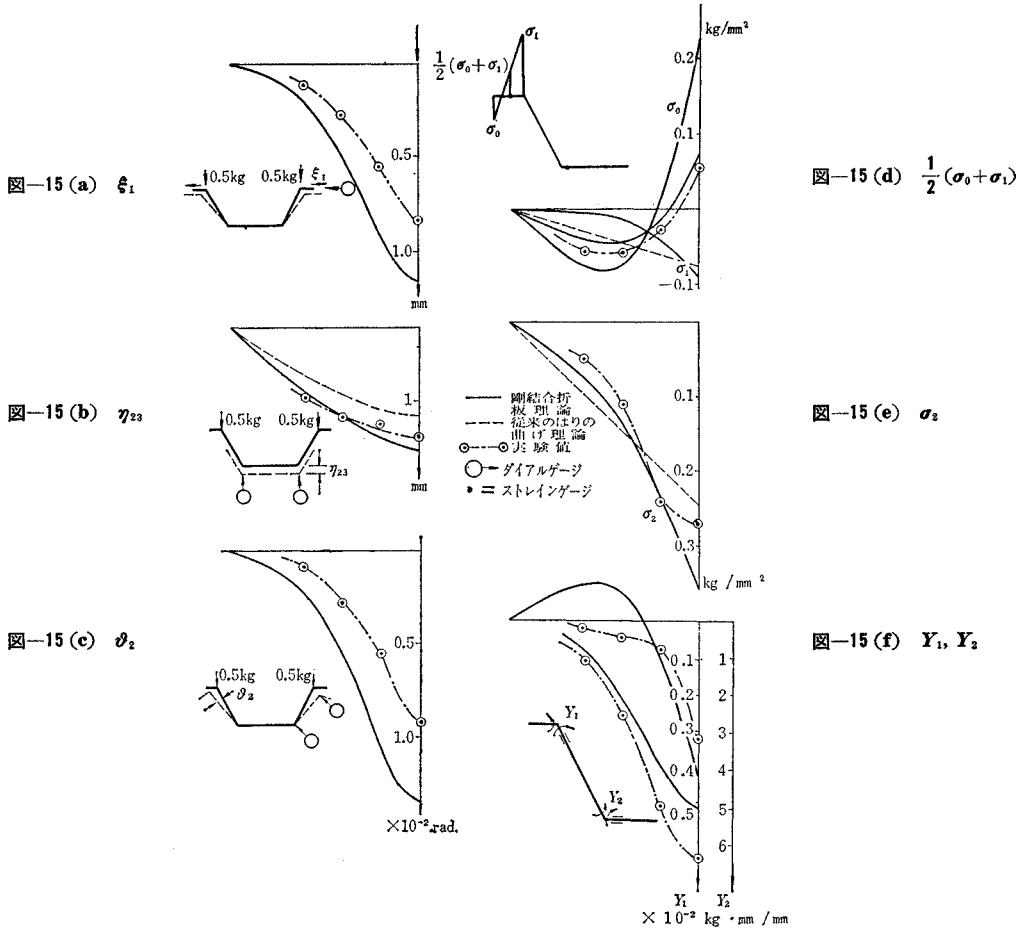 図—15 (a) ξ₁
0.5kg 0.5kg ξ₁
0.5
1.0
mm
図—15 (b) η₂₃
0.5kg 0.5kg
η₂₃
1
mm
図—15 (c) ϑ₂
0.5kg 0.5kg
ϑ₂
0.5
1.0
×10⁻² rad.
剛結合折
板理論
従来のはりの
曲げ理論
実験値
ダイアルゲージ
ストレインゲージ
図—15 (d) 1/2 (σ₀+σ₁)
kg/mm²
σ₁
1/2 (σ₀+σ₁)
σ₀
0.2
σ₀
0.1
σ₁
−0.1
図—15 (e) σ₂
0.1
0.2
σ₂
0.3
kg / mm²
図—15 (f) Y₁, Y₂
0.1 1
0.2 2
0.3 3
0.4 4
0.5 5
6
Y₁
Y₂
Y₁ Y₂
× 10⁻² kg・mm / mm